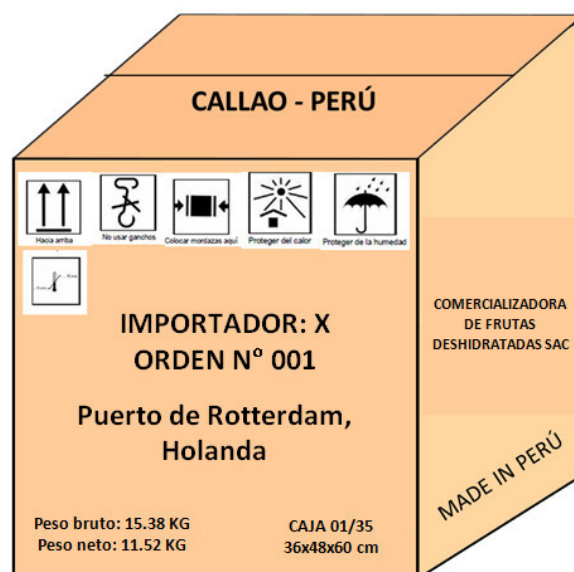 CALLAO - PERÚ
Hacia arriba
No usar ganchos
Colocar mordazas aquí
Proteger del calor
Proteger de la humedad
IMPORTADOR: X
ORDEN N° 001
Puerto de Rotterdam,
Holanda
Peso bruto: 15.38 KG
Peso neto: 11.52 KG
CAJA 01/35
36x48x60 cm
COMERCIALIZADORA
DE FRUTAS
DESHIDRATADAS SAC
MADE IN PERÚ